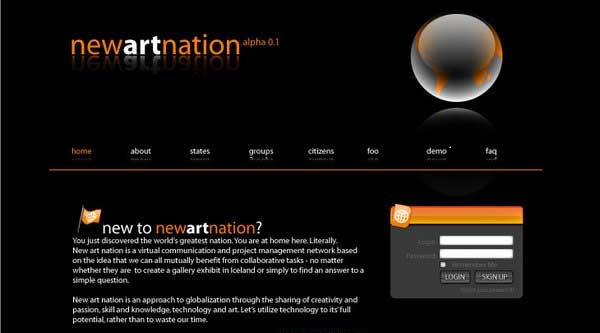 newartnation alpha 0.1
home about states groups citizens foo demo faq
new to newartnation?
You just discovered the world's greatest nation. You are at home here. Literally.
New art nation is a virtual communication and project management network based
on the idea that we can all mutually benefit from collaborative tasks - no matter
whether they are to create a gallery exhibit in Iceland or simply to find an answer to a
simple question.
New art nation is an approach to globalization through the sharing of creativity and
passion, skill and knowledge, technology and art. Let's utilize technology to its' full
potential, rather than to waste our time.
Login:
Password:
Remember Me
LOGIN SIGN UP